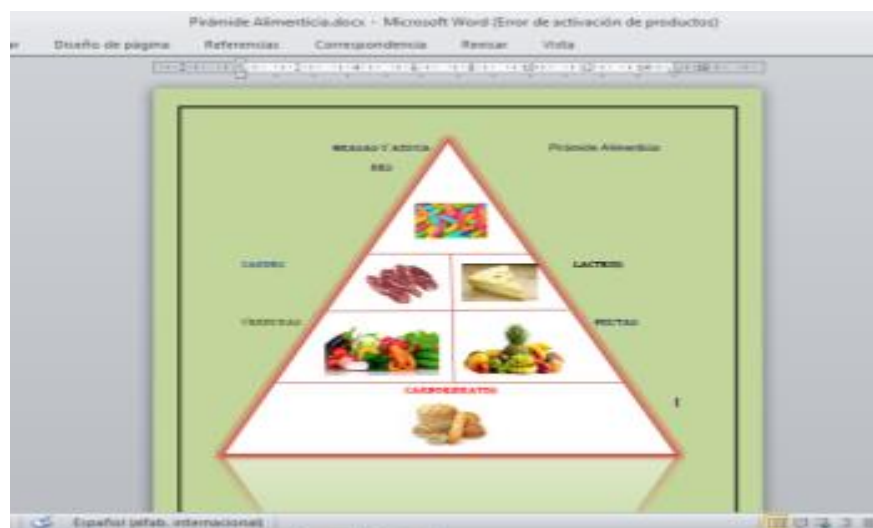 Pirámide Alimenticia.docx - Microsoft Word (Error de activación de productos)
Diseño de página Referencias Correspondencia Revisar Vista
Pirámide Alimenticia
CARNES
LACTEOS
VERDURAS
FRUTAS
CARBOHIDRATOS
Español (alfab. internacional)